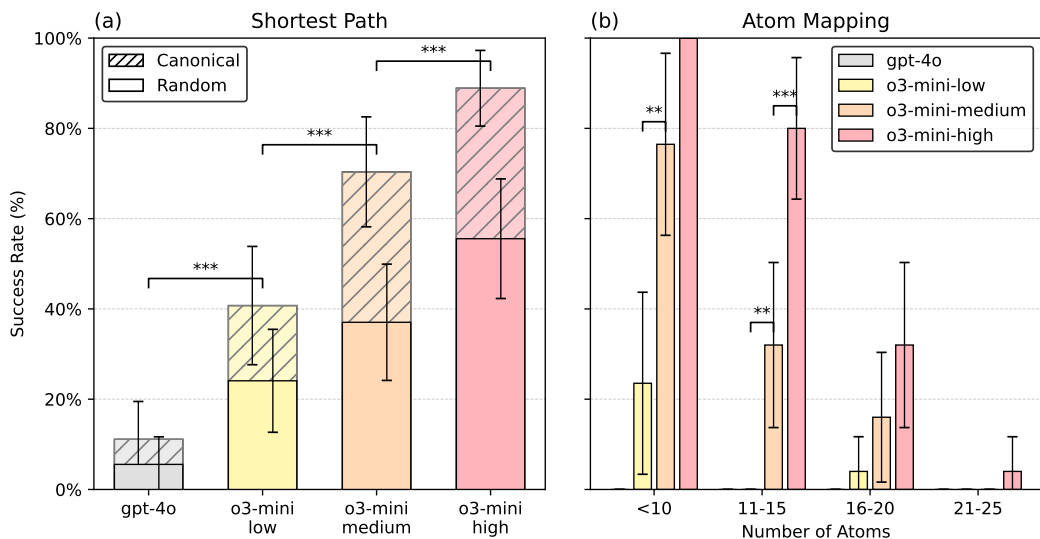 (a)
Shortest Path
Success Rate (%)
100%
80%
60%
40%
20%
0%
Canonical
Random
***
***
***
gpt-4o
o3-mini
low
o3-mini
medium
o3-mini
high
(b)
Atom Mapping
gpt-4o
o3-mini-low
o3-mini-medium
o3-mini-high
**
***
**
<10
11-15
16-20
21-25
Number of Atoms